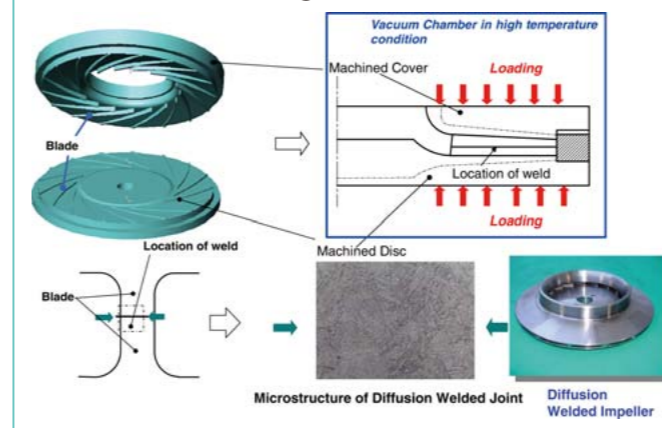 Vacuum Chamber in high temperature
condition
Machined Cover
Loading
Blade
Location of weld
Loading
Machined Disc
Location of weld
Blade
Microstructure of Diffusion Welded Joint
Diffusion
Welded Impeller